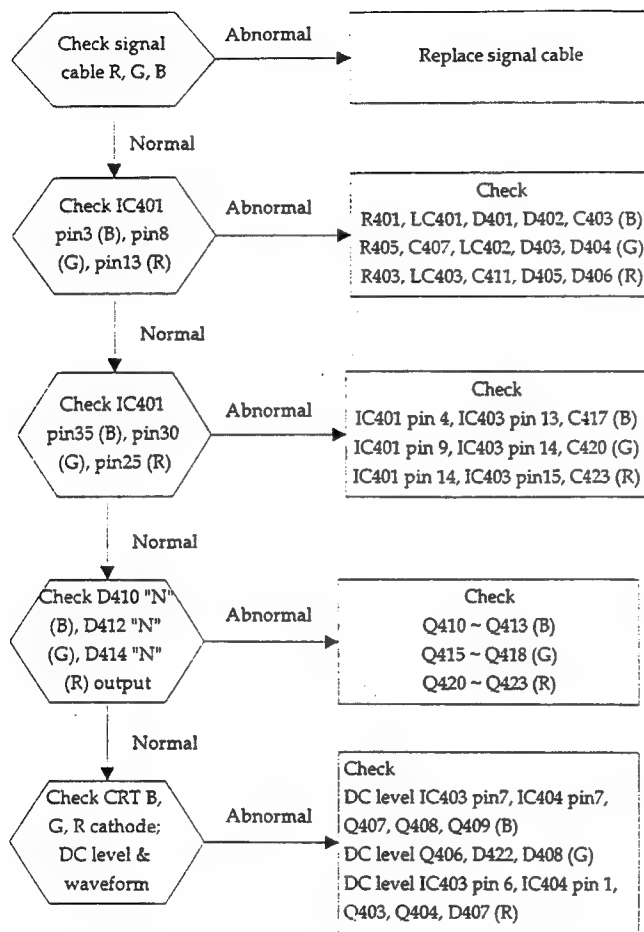 Check signal
cable R, G, B
Abnormal
Replace signal cable
Normal
Check IC401
pin3 (B), pin8
(G), pin13 (R)
Abnormal
Check
R401, LC401, D401, D402, C403 (B)
R405, C407, LC402, D403, D404 (G)
R403, LC403, C411, D405, D406 (R)
Normal
Check IC401
pin35 (B), pin30
(G), pin25 (R)
Abnormal
Check
IC401 pin 4, IC403 pin 13, C417 (B)
IC401 pin 9, IC403 pin 14, C420 (G)
IC401 pin 14, IC403 pin15, C423 (R)
Normal
Check D410 "N"
(B), D412 "N"
(G), D414 "N"
(R) output
Abnormal
Check
Q410 ~ Q413 (B)
Q415 ~ Q418 (G)
Q420 ~ Q423 (R)
Normal
Check CRT B,
G, R cathode;
DC level &
waveform
Abnormal
Check
DC level IC403 pin7, IC404 pin7,
Q407, Q408, Q409 (B)
DC level Q406, D422, D408 (G)
DC level IC403 pin 6, IC404 pin 1,
Q403, Q404, D407 (R)